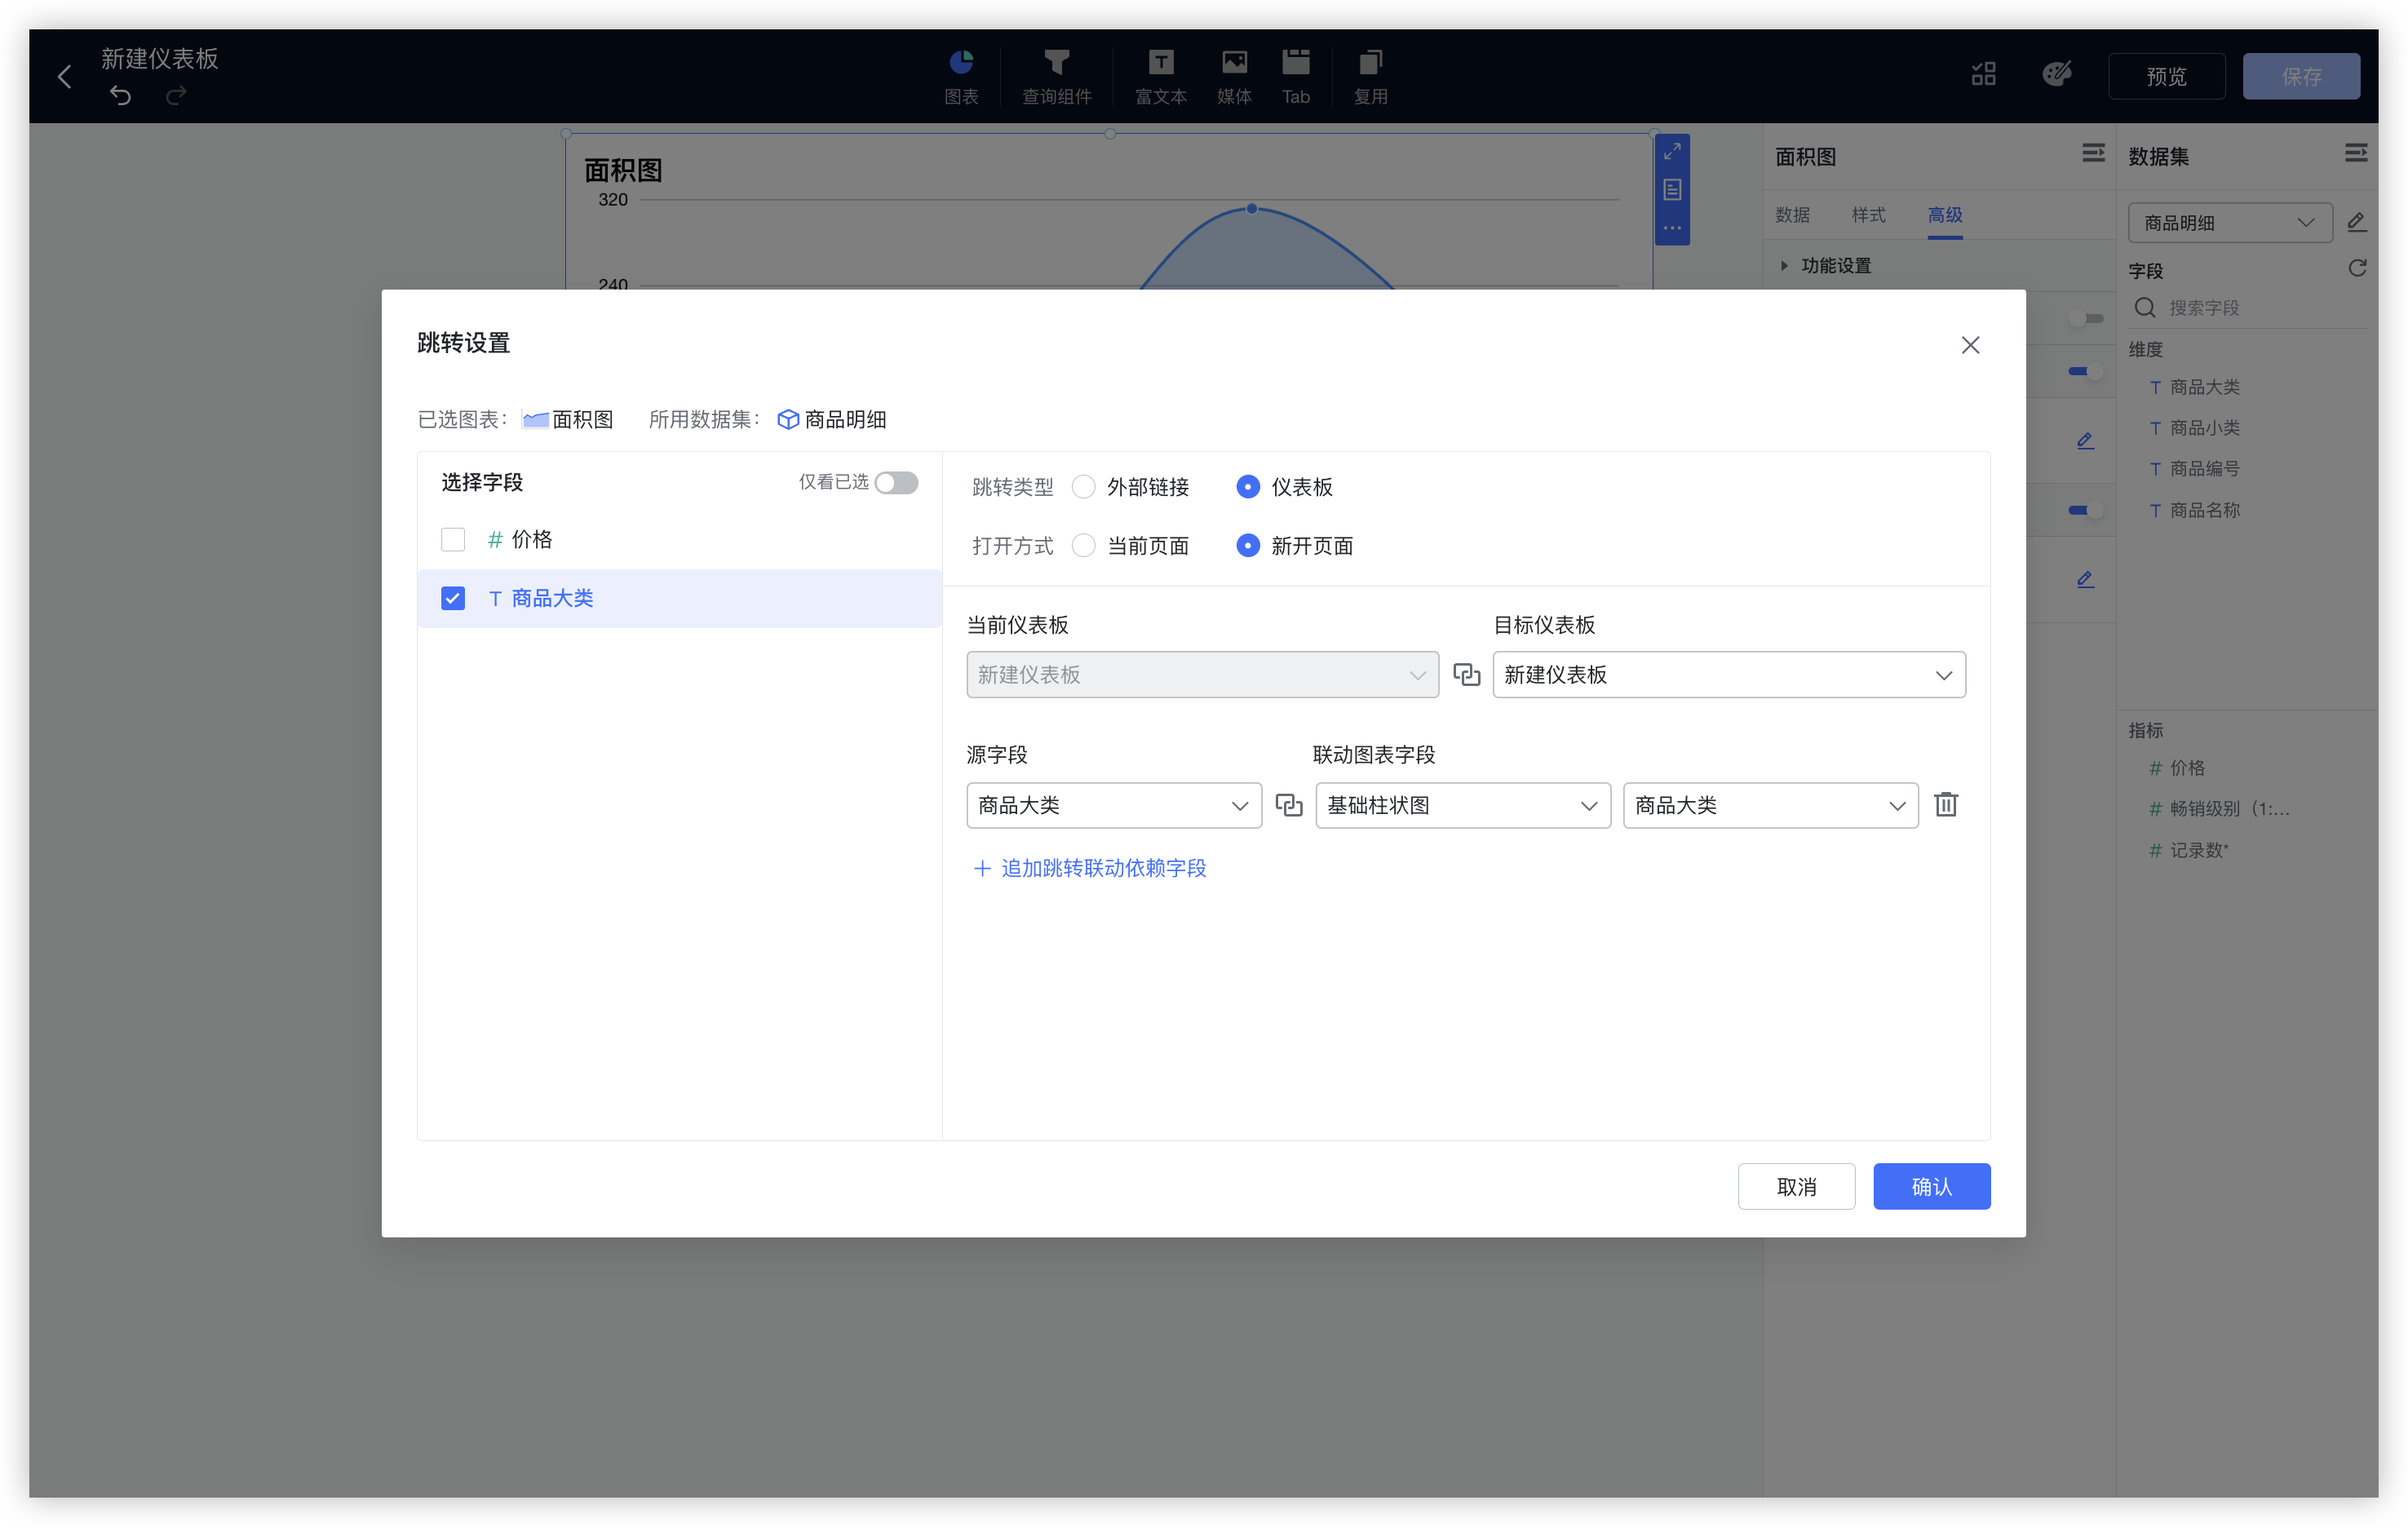 新建仪表板
图表
查询组件
富文本
媒体
Tab
复用
预览
保存
面积图
320
240
面积图
数据
样式
高级
功能设置
数据集
商品明细
字段
搜索字段
维度
T 商品大类
T 商品小类
T 商品编号
T 商品名称
指标
# 价格
# 畅销级别（1:...
# 记录数*
跳转设置
已选图表： 面积图 所用数据集： 商品明细
选择字段 仅看已选
# 价格
T 商品大类
跳转类型 外部链接 仪表板
打开方式 当前页面 新开页面
当前仪表板 目标仪表板
新建仪表板 新建仪表板
源字段 联动图表字段
商品大类 基础柱状图 商品大类
+ 追加跳转联动依赖字段
取消 确认